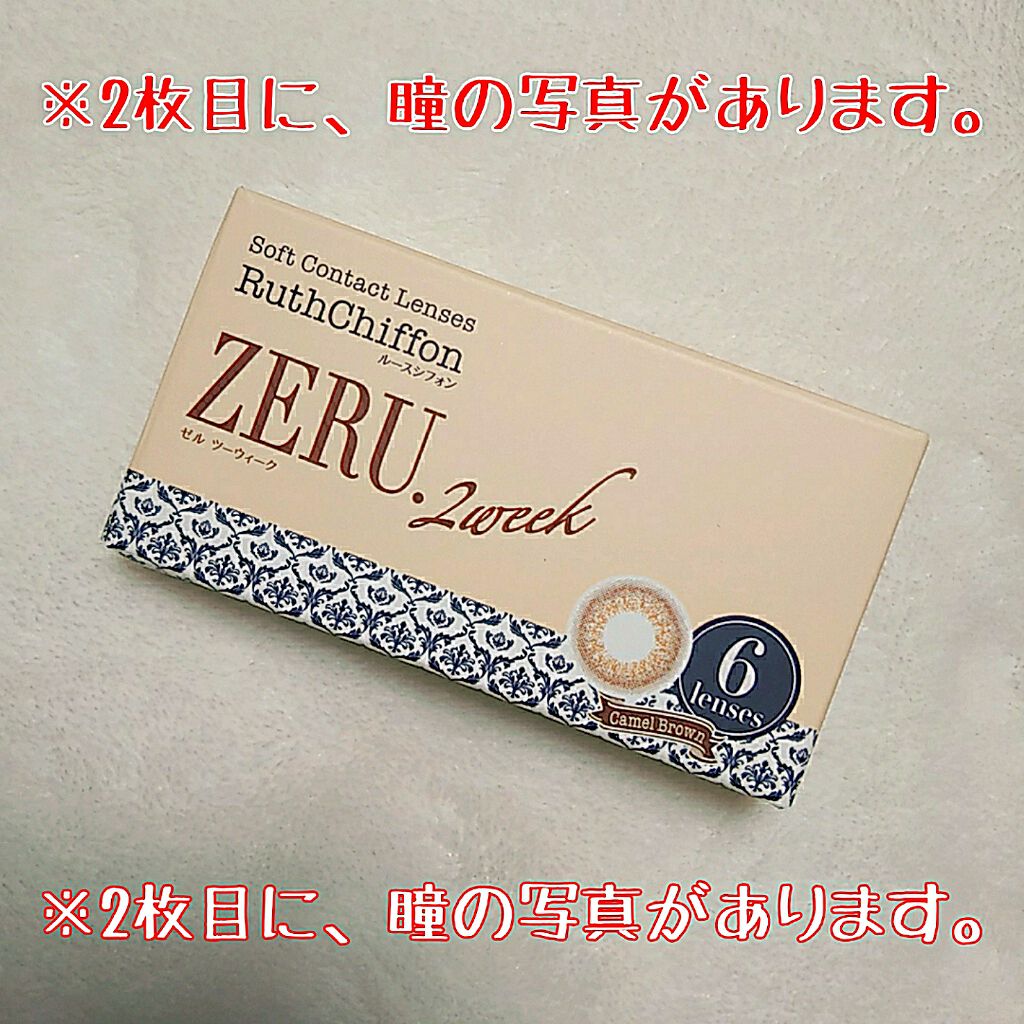 ※2枚目に、瞳の写真があります。
Soft Contact Lenses
RuthChiffon
ルースシフォン
ZERU.
ゼル ツーウィーク
2week
6
lenses
Camel Brown
※2枚目に、瞳の写真があります。